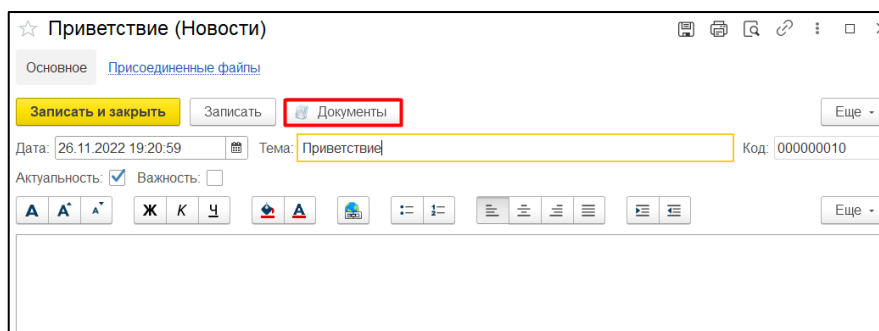 Приветствие (Новости)
Основное Присоединенные файлы
Записать и закрыть Записать Документы Еще
Дата: 26.11.2022 19:20:59 Тема: Приветствие Код: 000000010
Актуальность: Важность:
А А А Ж К Ч А Еще